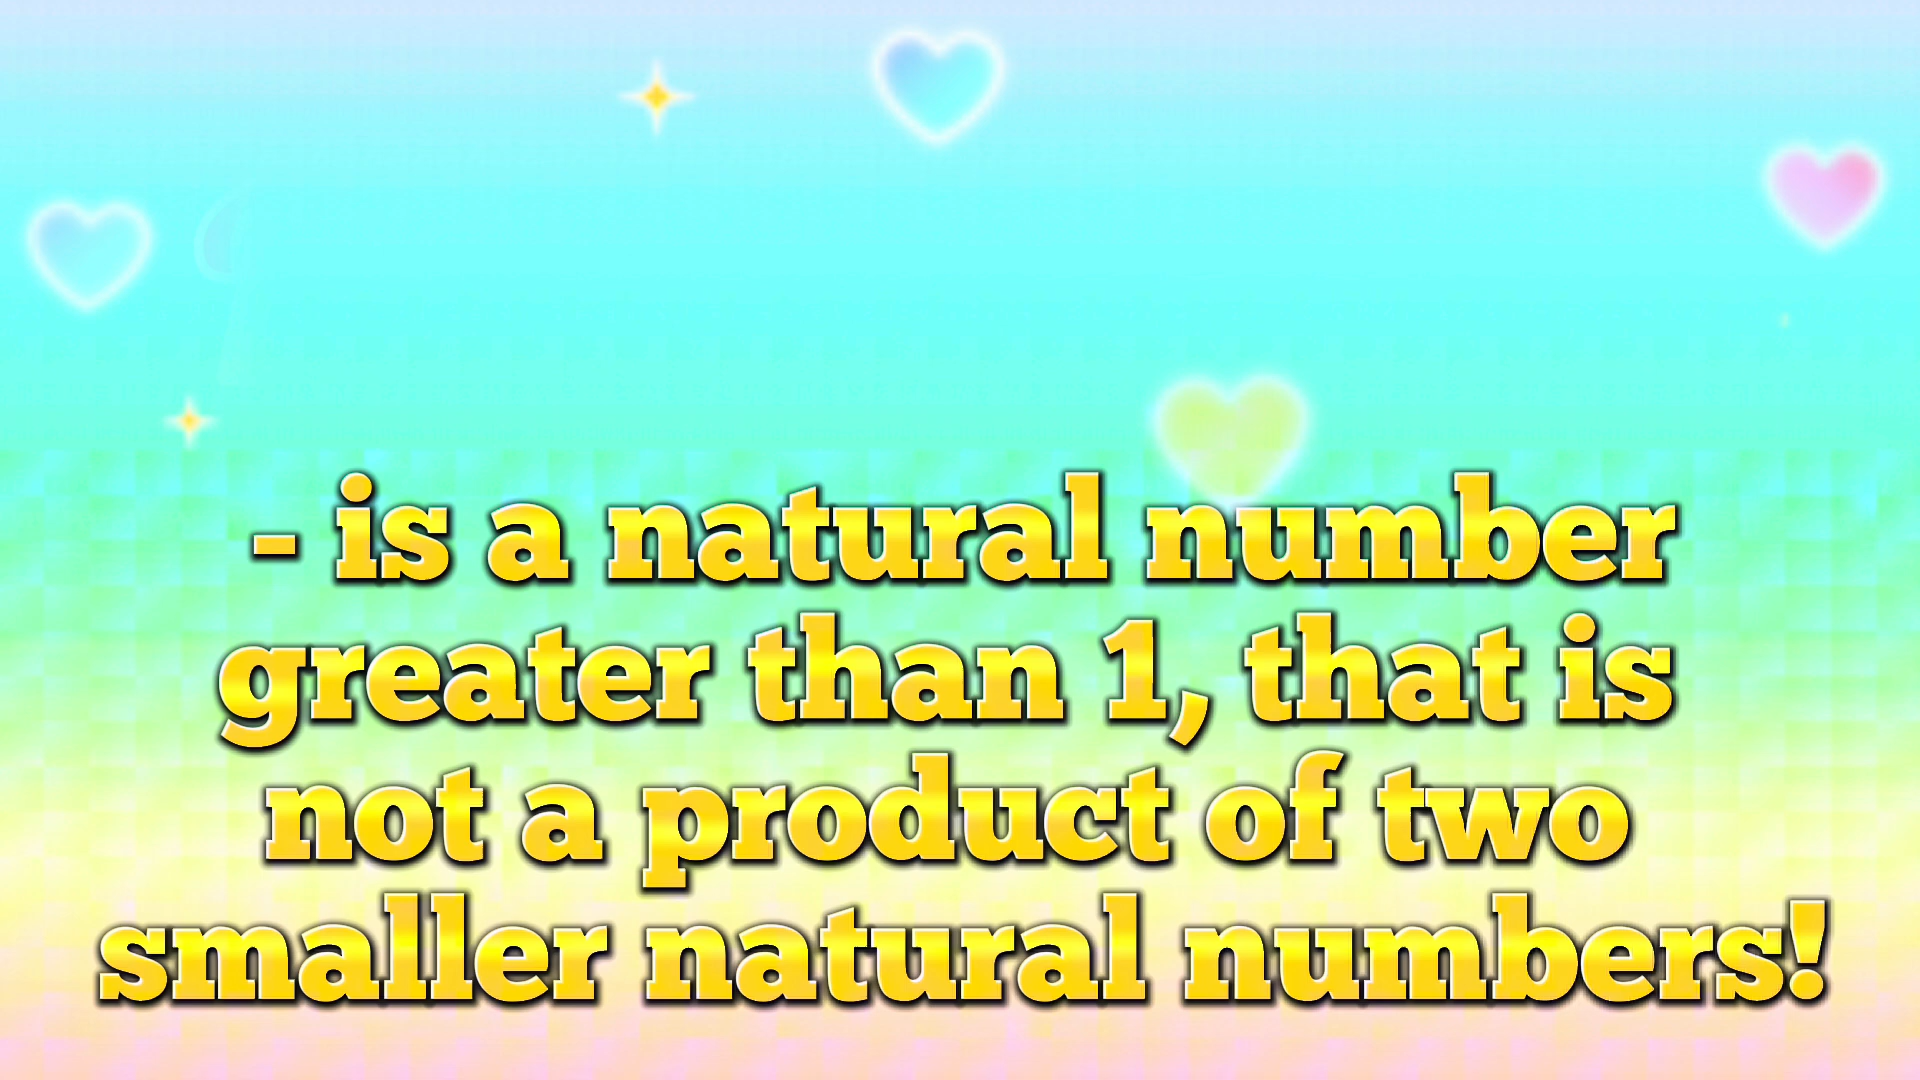 - is a natural number
greater than 1, that is
not a product of two
smaller natural numbers!